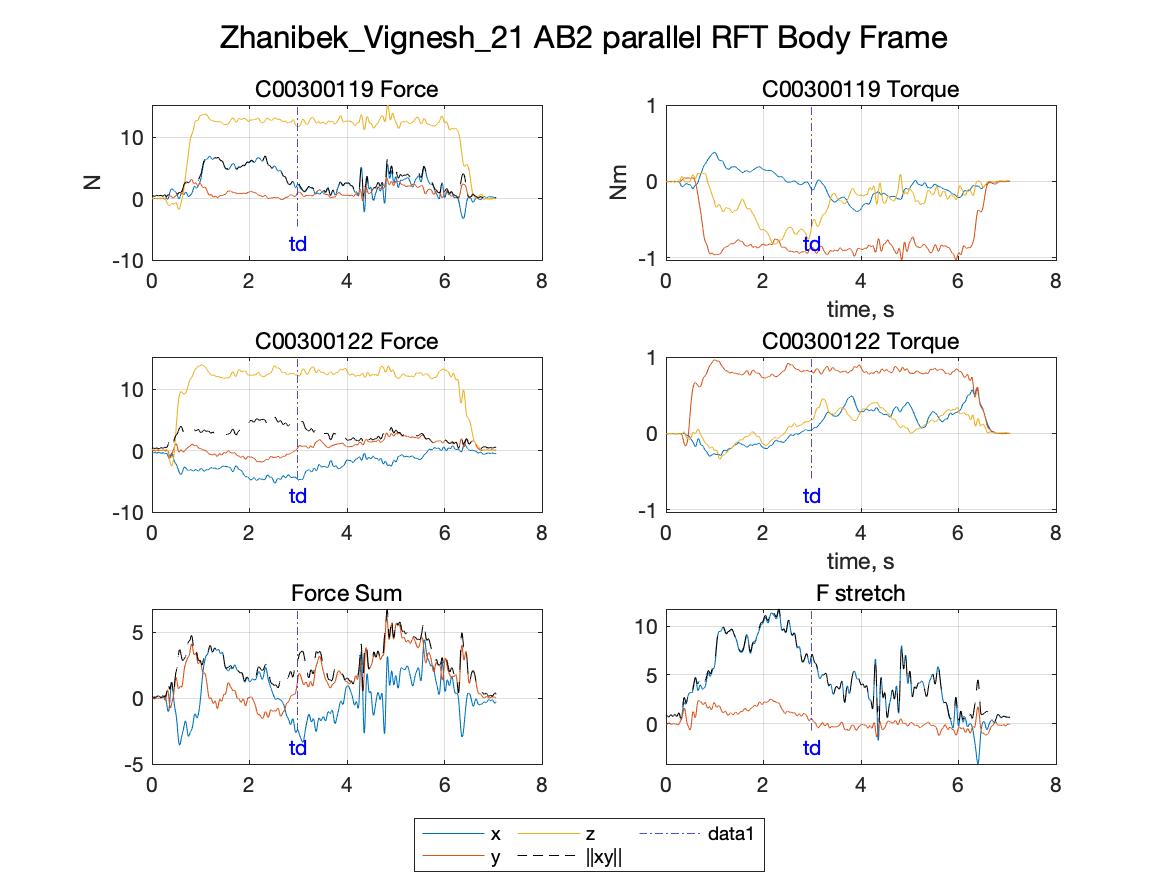 Zhanibek_Vignesh_21 AB2 parallel RFT Body Frame
C00300119 Force
N
10
0
-10
td
0 2 4 6 8
C00300119 Torque
Nm
1
0
-1
td
0 2 4 6 8
time, s
C00300122 Force
10
0
-10
td
0 2 4 6 8
C00300122 Torque
1
0
-1
td
0 2 4 6 8
time, s
Force Sum
5
0
-5
td
0 2 4 6 8
F stretch
10
5
0
td
0 2 4 6 8
x z data1
y ||xy||